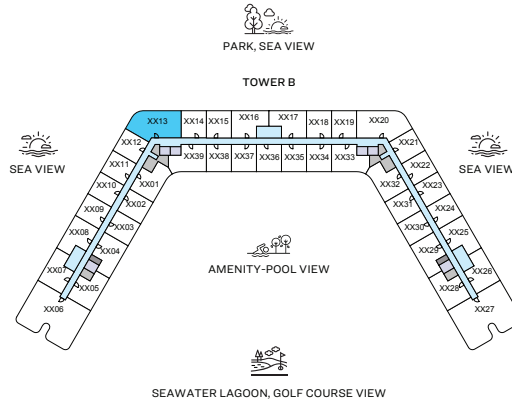 PARK, SEA VIEW
TOWER B
XX13
XX14
XX15
XX16
XX17
XX18
XX19
XX20
XX12
XX21
XX39
XX38
XX37
XX36
XX35
XX34
XX33
SEA VIEW
XX11
XX01
XX32
XX22
SEA VIEW
XX10
XX02
XX31
XX23
XX09
XX03
XX30
XX24
XX08
XX04
XX29
XX25
XX07
XX05
XX28
XX26
AMENITY-POOL VIEW
XX06
XX27
SEAWATER LAGOON, GOLF COURSE VIEW